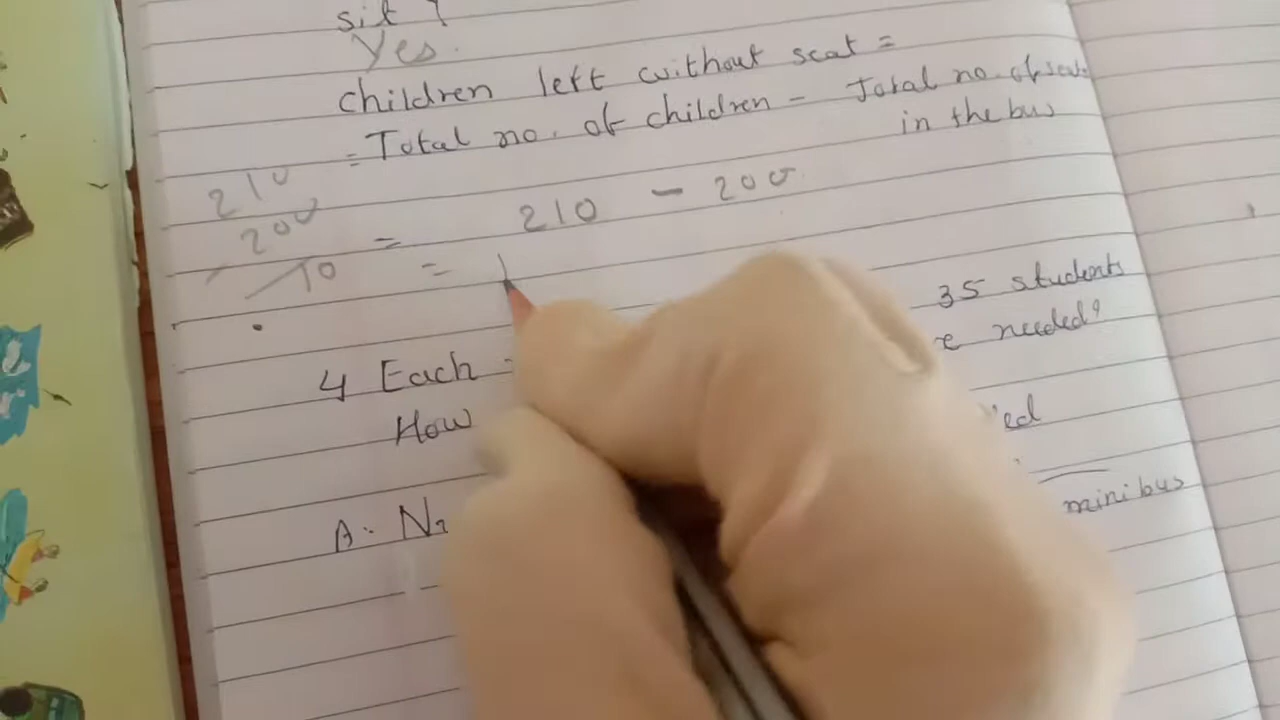 sit ?
Yes.
children left without seat =
= Total no. of children - Total no. of seats
in the bus
210
200
10
= 210 - 200
= 1
4 Each 35 students
How needed?
A:
minibus